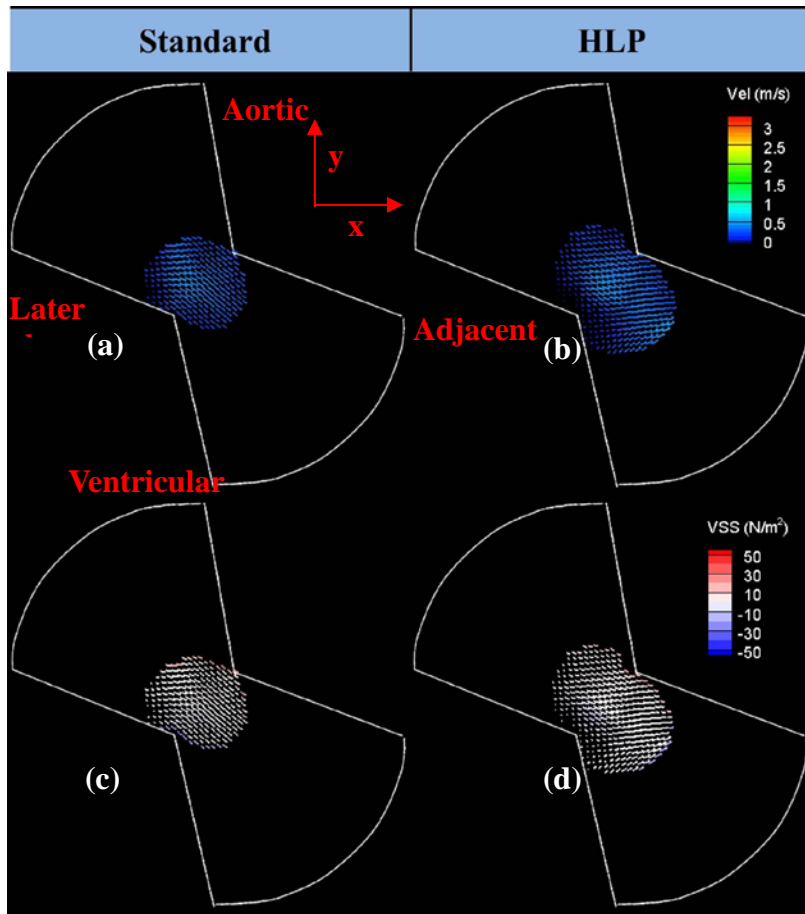 Standard
HLP
Aortic
y
x
Vel (m/s)
3
2.5
2
1.5
1
0.5
0
Later
(a)
Adjacent
(b)
Ventricular
VSS (N/m²)
50
30
10
-10
-30
-50
(c)
(d)